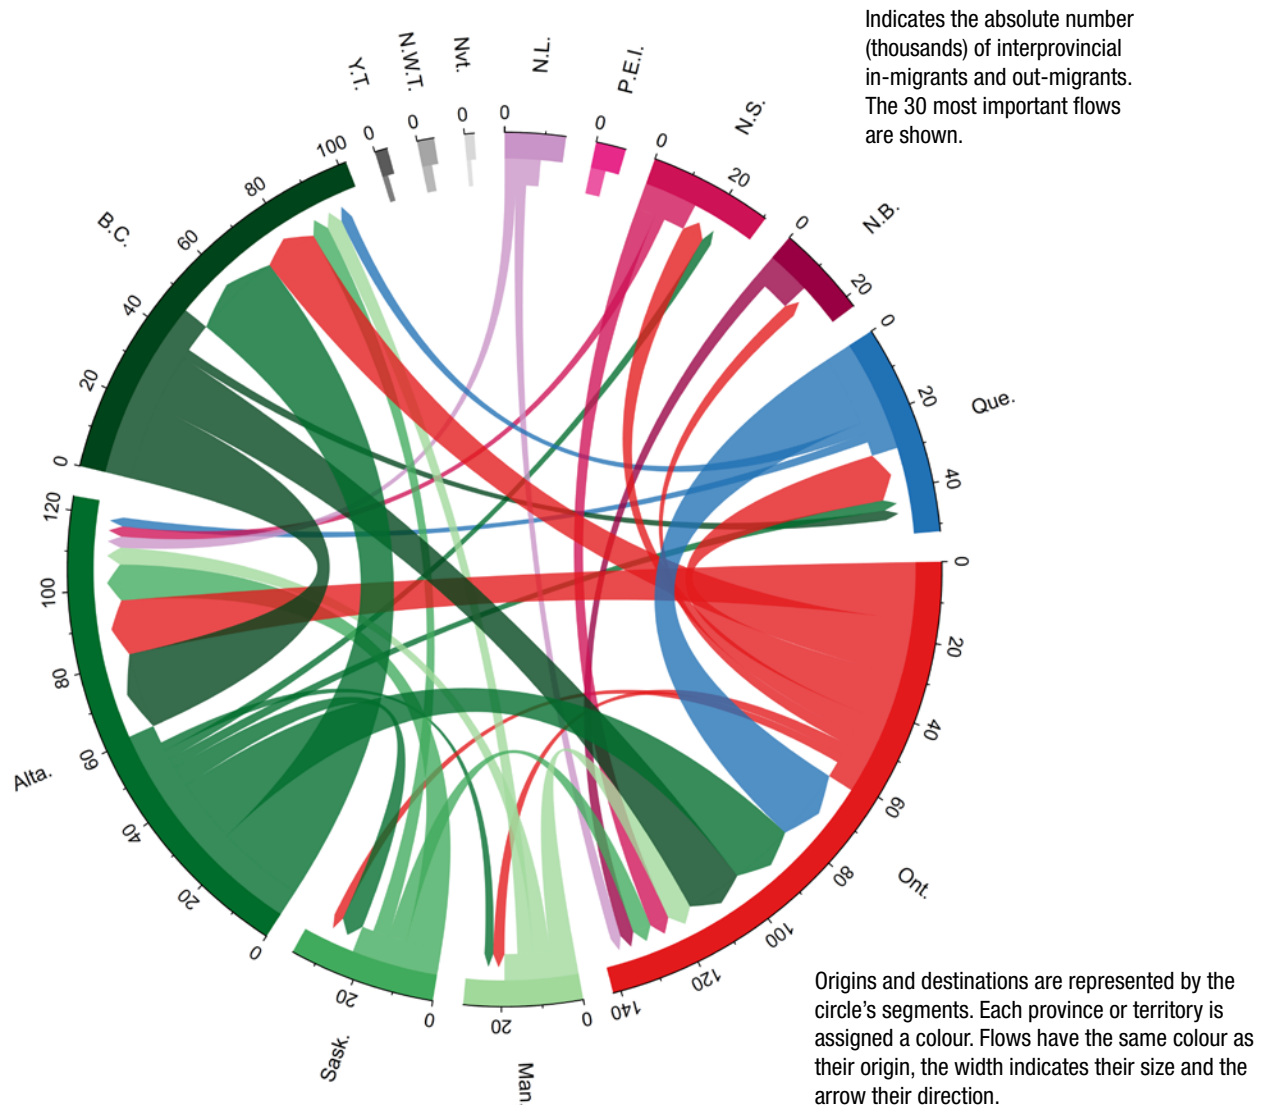 Indicates the absolute number
(thousands) of interprovincial
in-migrants and out-migrants.
The 30 most important flows
are shown.
Y.T.
0
N.W.T.
0
Nvt.
0
N.L.
0
P.E.I.
0
N.S.
0
20
N.B.
0
20
Que.
0
20
40
Ont.
0
20
40
60
80
100
120
140
Man.
0
20
Sask.
0
20
Alta.
0
20
40
60
80
100
120
B.C.
0
20
40
60
80
100
Origins and destinations are represented by the
circle's segments. Each province or territory is
assigned a colour. Flows have the same colour as
their origin, the width indicates their size and the
arrow their direction.